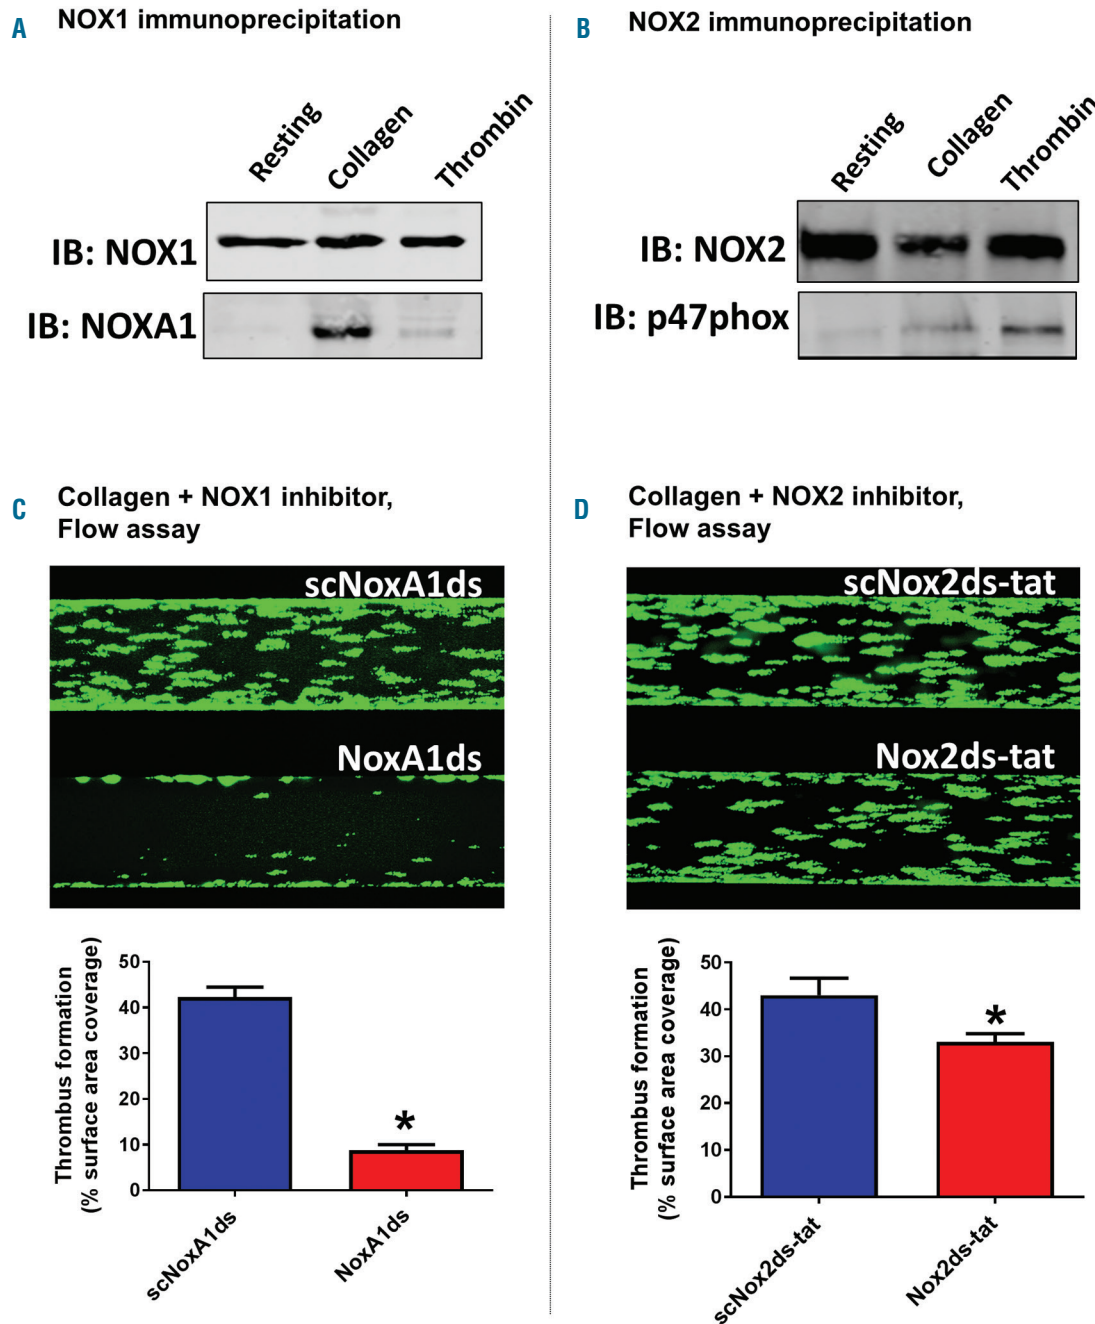 A NOX1 immunoprecipitation
Resting
Collagen
Thrombin
IB: NOX1
IB: NOXA1
B NOX2 immunoprecipitation
Resting
Collagen
Thrombin
IB: NOX2
IB: p47phox
C Collagen + NOX1 inhibitor,
Flow assay
scNoxA1ds
NoxA1ds
Thrombus formation
(% surface area coverage)
50
40
30
20
10
0
*
scNoxA1ds
NoxA1ds
D Collagen + NOX2 inhibitor,
Flow assay
scNox2ds-tat
Nox2ds-tat
Thrombus formation
(% surface area coverage)
50
40
30
20
10
0
*
scNox2ds-tat
Nox2ds-tat